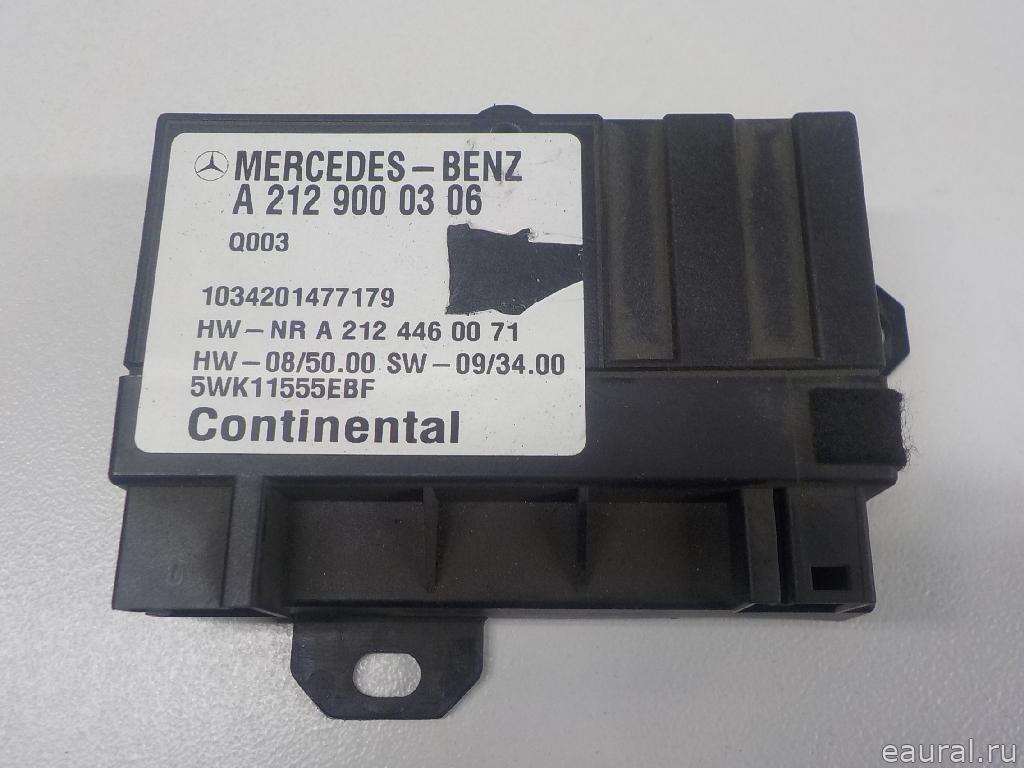 MERCEDES-BENZ
A 212 900 03 06
Q003
1034201477179
HW-NR A 212 446 00 71
HW-08/50.00 SW-09/34.00
5WK11555EBF
Continental
eaural.ru